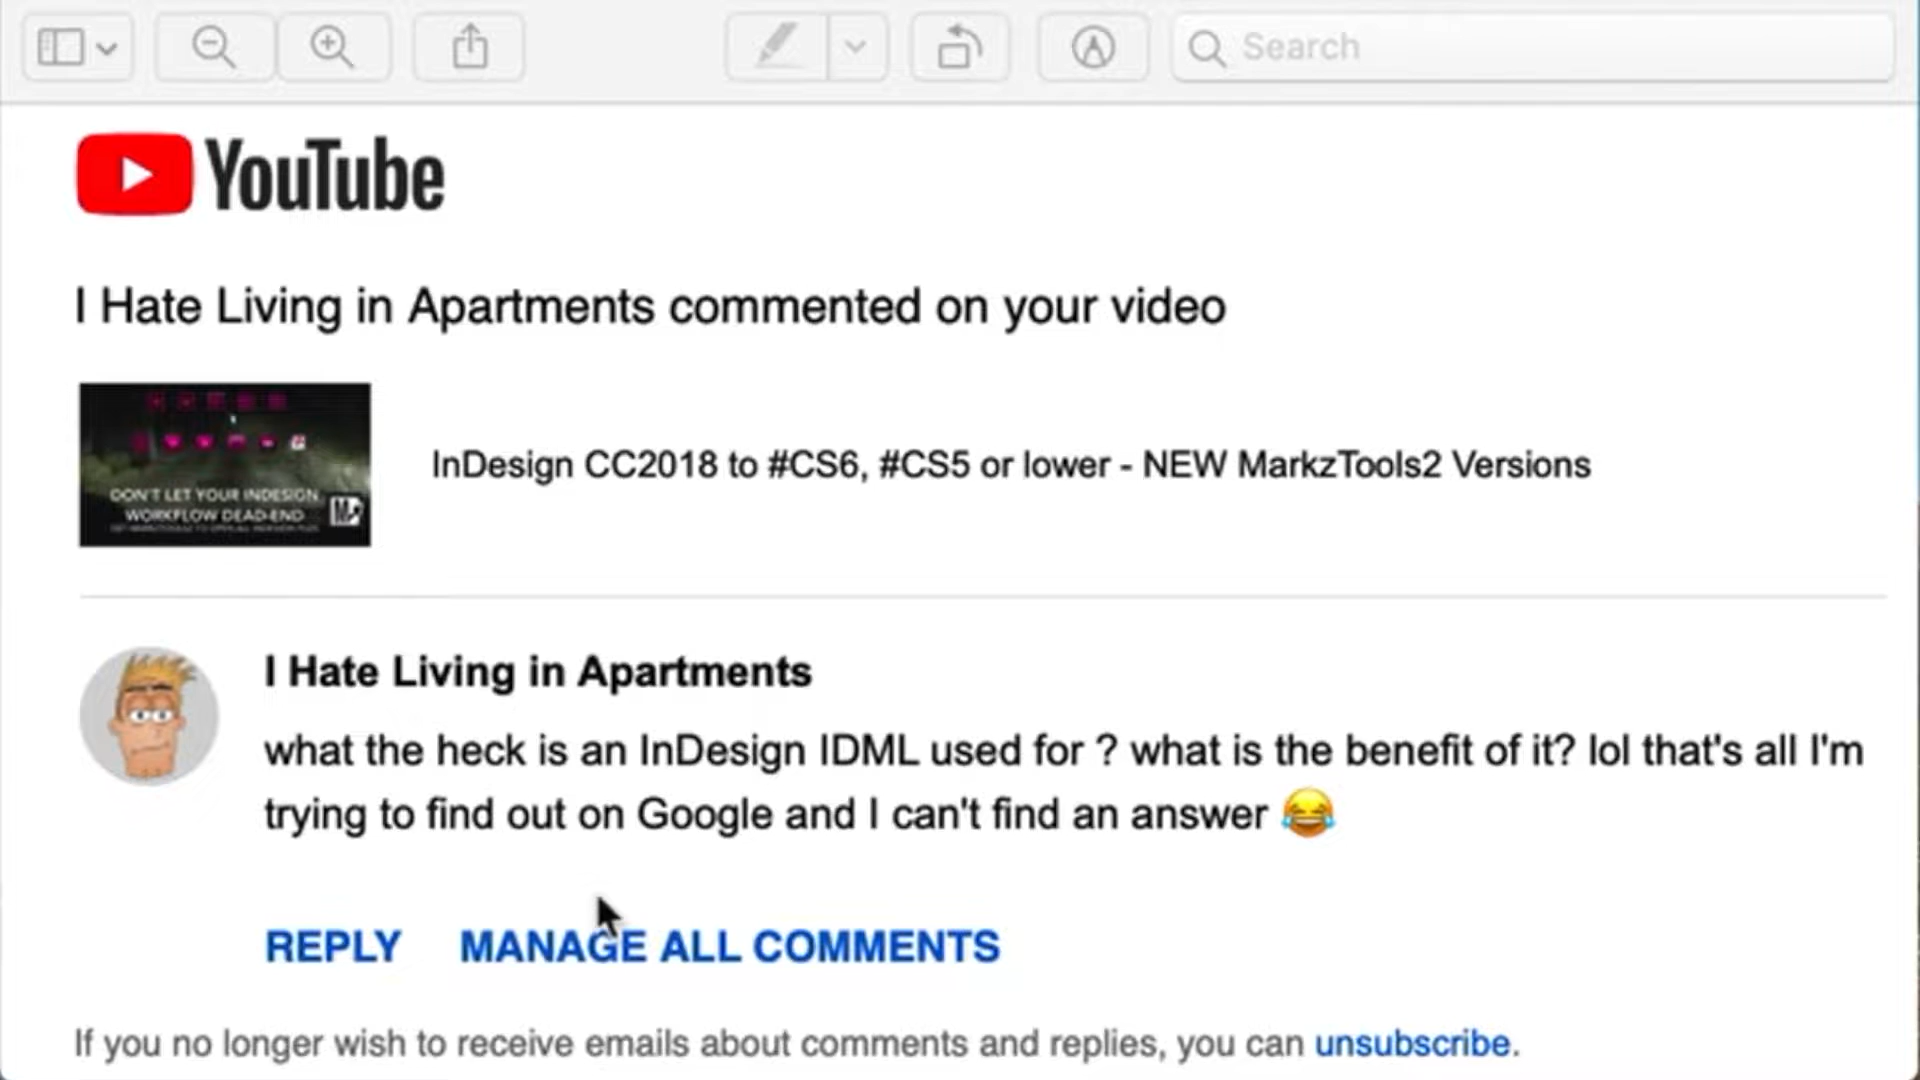 Search
YouTube
I Hate Living in Apartments commented on your video
DON'T LET YOUR INDESIGN
WORKFLOW DEAD-END
InDesign CC2018 to #CS6, #CS5 or lower - NEW MarkzTools2 Versions
I Hate Living in Apartments
what the heck is an InDesign IDML used for ? what is the benefit of it? lol that's all I'm
trying to find out on Google and I can't find an answer 😂
REPLY MANAGE ALL COMMENTS
If you no longer wish to receive emails about comments and replies, you can unsubscribe.